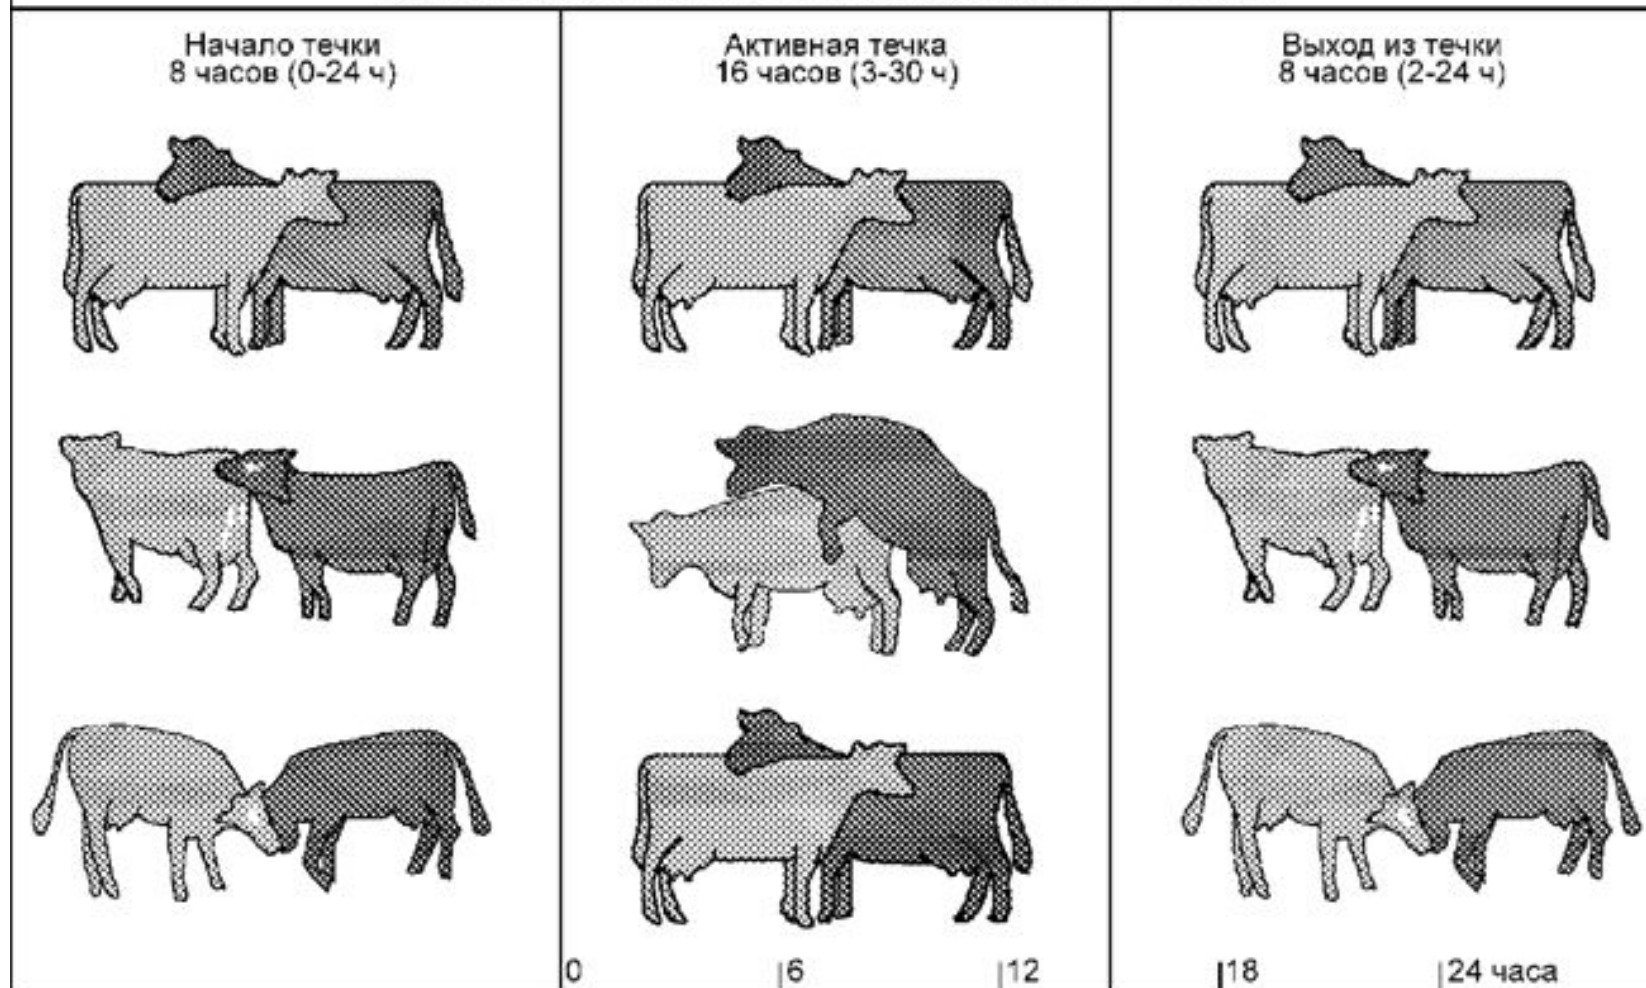 Начало течки
8 часов (0-24 ч)
Активная течка
16 часов (3-30 ч)
Выход из течки
8 часов (2-24 ч)
0 6 12 18 24 часа